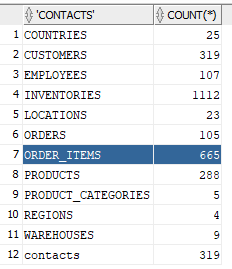 'CONTACTS' COUNT(*)
1 COUNTRIES 25
2 CUSTOMERS 319
3 EMPLOYEES 107
4 INVENTORIES 1112
5 LOCATIONS 23
6 ORDERS 105
7 ORDER_ITEMS 665
8 PRODUCTS 288
9 PRODUCT_CATEGORIES 5
10 REGIONS 4
11 WAREHOUSES 9
12 contacts 319